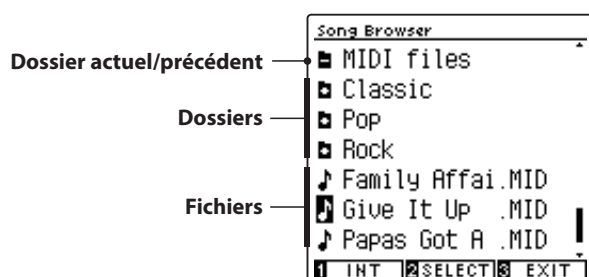 Song Browser
Dossier actuel/précédent
MIDI files
Classic
Dossiers
Pop
Rock
Family Affai.MID
Fichiers
Give It Up .MID
Papas Got A .MID
1 INT 2 SELECT 3 EXIT